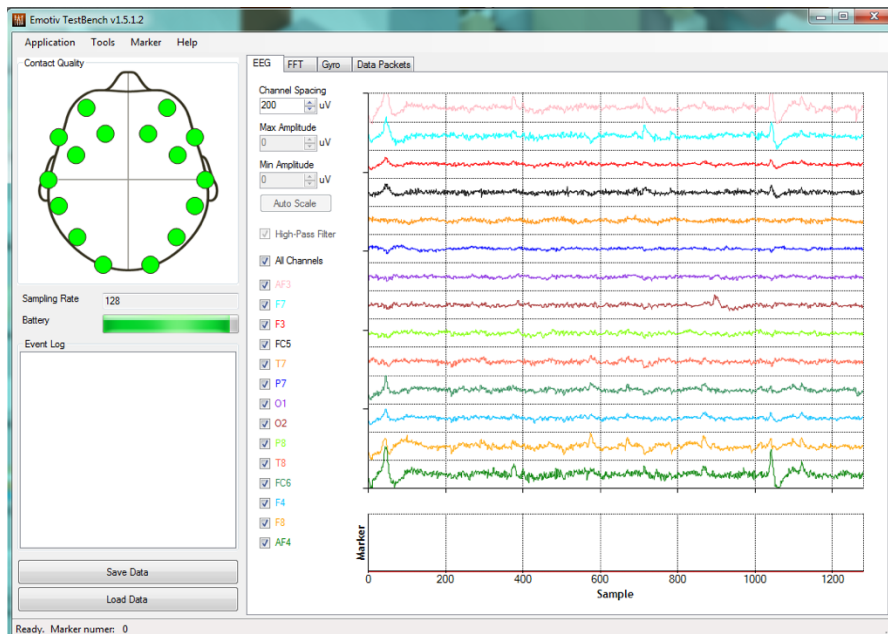 Emotiv TestBench v1.5.1.2
Application Tools Marker Help
Contact Quality
Sampling Rate 128
Battery
Event Log
Save Data
Load Data
EEG FFT Gyro Data Packets
Channel Spacing
200 uV
Max Amplitude
0 uV
Min Amplitude
0 uV
Auto Scale
High-Pass Filter
All Channels
AF3
F7
F3
FC5
T7
P7
O1
O2
P8
T8
FC6
F4
F8
AF4
Marker
0 200 400 600 800 1000 1200
Sample
Ready. Marker numer: 0